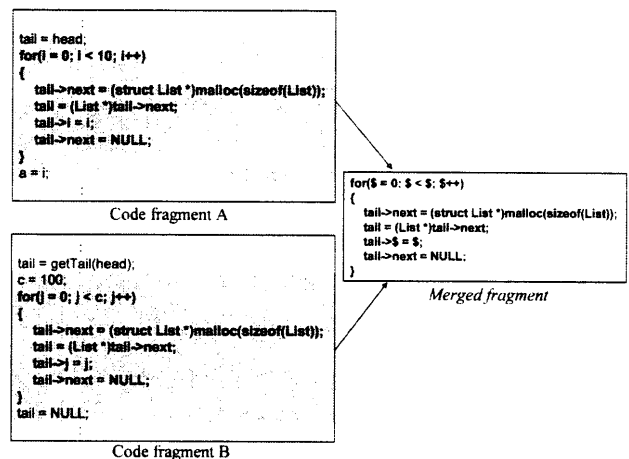 tail = head;
for(i = 0; i < 10; i++)
{
tail->next = (struct List *)malloc(sizeof(List));
tail = (List *)tail->next;
tail->i = i;
tail->next = NULL;
}
a = i;
Code fragment A
tail = getTail(head);
c = 100;
for(j = 0; j < c; j++)
{
tail->next = (struct List *)malloc(sizeof(List));
tail = (List *)tail->next;
tail->j = j;
tail->next = NULL;
}
tail = NULL;
Code fragment B
for($ = 0; $ < $; $++)
{
tail->next = (struct List *)malloc(sizeof(List));
tail = (List *)tail->next;
tail->$ = $;
tail->next = NULL;
}
Merged fragment